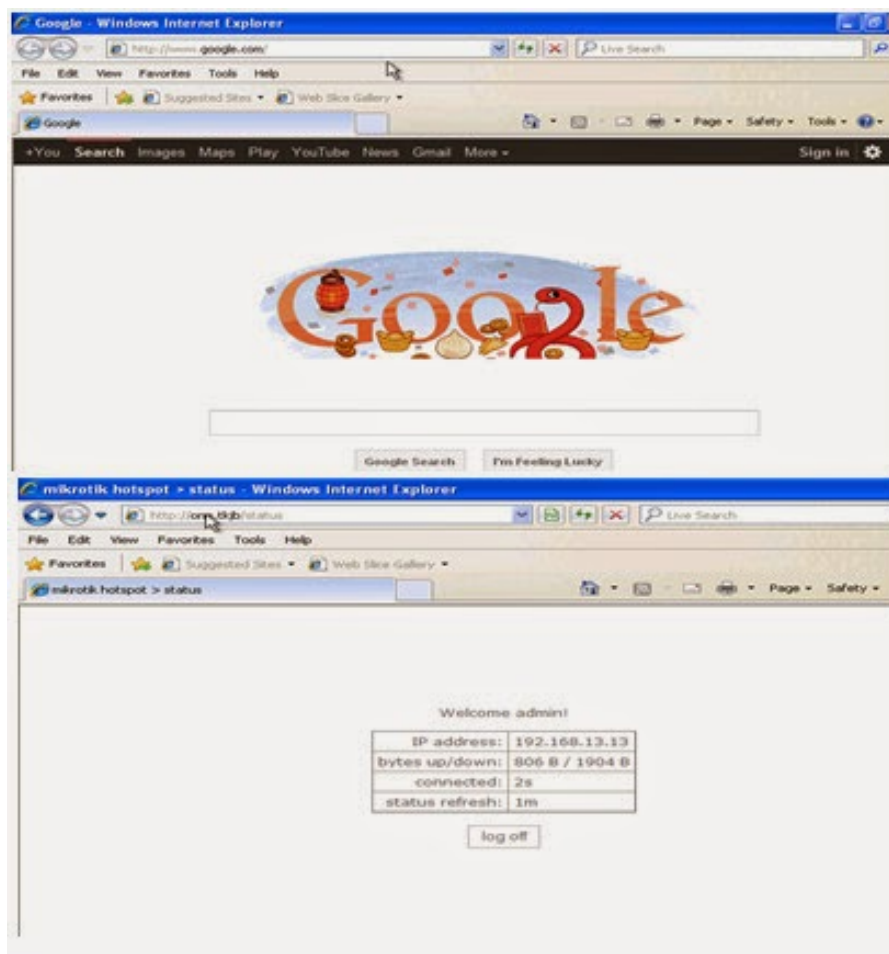 Google - Windows Internet Explorer
http://www.google.com/
Live Search
File Edit View Favorites Tools Help
Favorites Suggested Sites Web Slice Gallery
Google
Page Safety Tools
+You Search Images Maps Play YouTube News Gmail More
Sign in
Google
Google Search I'm Feeling Lucky
mikrotik hotspot > status - Windows Internet Explorer
/status
Live Search
File Edit View Favorites Tools Help
Favorites Suggested Sites Web Slice Gallery
mikrotik hotspot > status
Page Safety
Welcome admin!
IP address: 192.168.13.13
bytes up/down: 806 B / 1904 B
connected: 2s
status refresh: 1m
log off